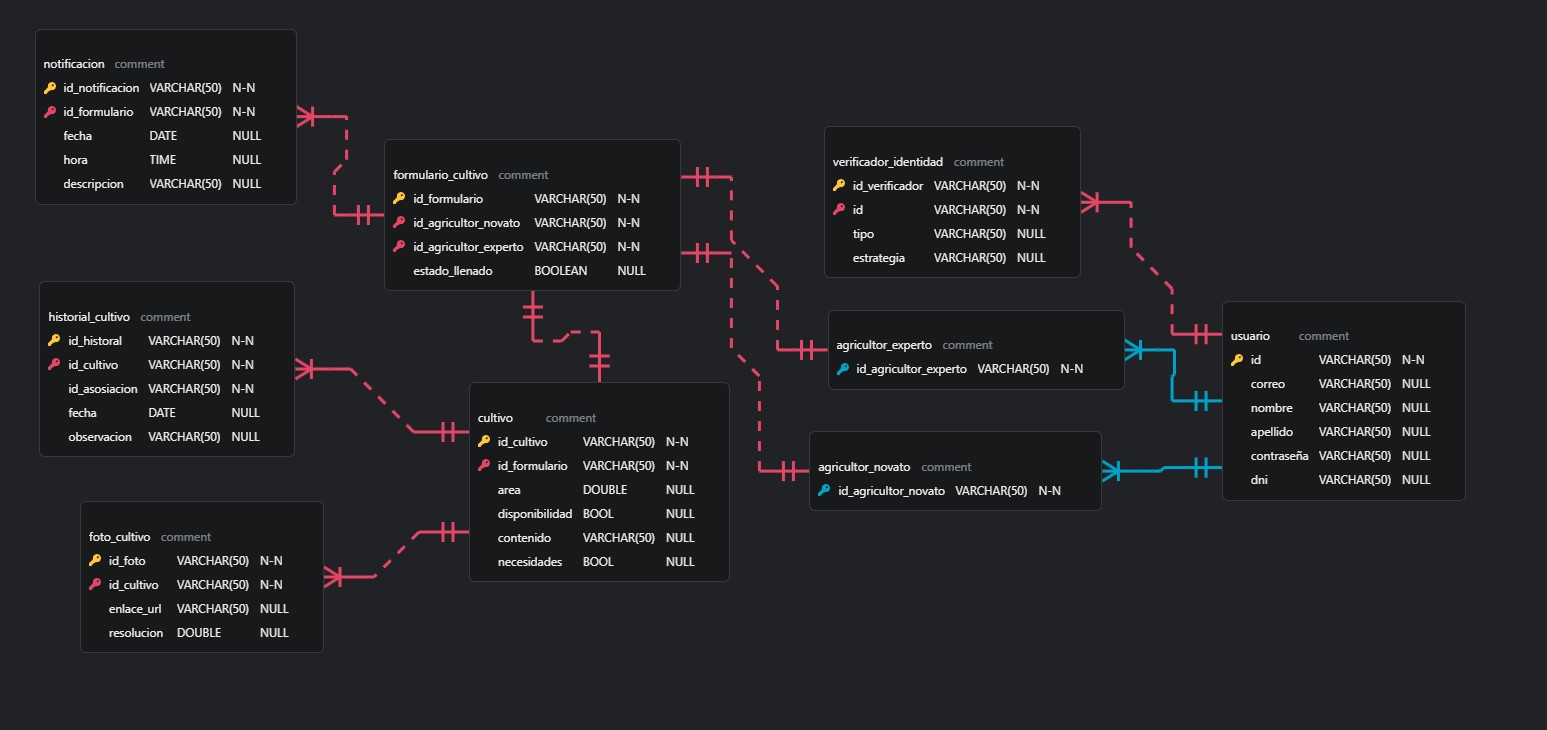 notificacion comment
id_notificacion VARCHAR(50) N-N
id_formulario VARCHAR(50) N-N
fecha DATE NULL
hora TIME NULL
descripcion VARCHAR(50) NULL
formulario_cultivo comment
id_formulario VARCHAR(50) N-N
id_agricultor_novato VARCHAR(50) N-N
id_agricultor_experto VARCHAR(50) N-N
estado_llenado BOOLEAN NULL
verificador_identidad comment
id_verificador VARCHAR(50) N-N
id VARCHAR(50) N-N
tipo VARCHAR(50) NULL
estrategia VARCHAR(50) NULL
historial_cultivo comment
id_historal VARCHAR(50) N-N
id_cultivo VARCHAR(50) N-N
id_asosiacion VARCHAR(50) N-N
fecha DATE NULL
observacion VARCHAR(50) NULL
agricultor_experto comment
id_agricultor_experto VARCHAR(50) N-N
usuario comment
id VARCHAR(50) N-N
correo VARCHAR(50) NULL
nombre VARCHAR(50) NULL
apellido VARCHAR(50) NULL
contraseña VARCHAR(50) NULL
dni VARCHAR(50) NULL
cultivo comment
id_cultivo VARCHAR(50) N-N
id_formulario VARCHAR(50) N-N
area DOUBLE NULL
disponibilidad BOOL NULL
contenido VARCHAR(50) NULL
necesidades BOOL NULL
agricultor_novato comment
id_agricultor_novato VARCHAR(50) N-N
foto_cultivo comment
id_foto VARCHAR(50) N-N
id_cultivo VARCHAR(50) N-N
enlace_url VARCHAR(50) NULL
resolucion DOUBLE NULL